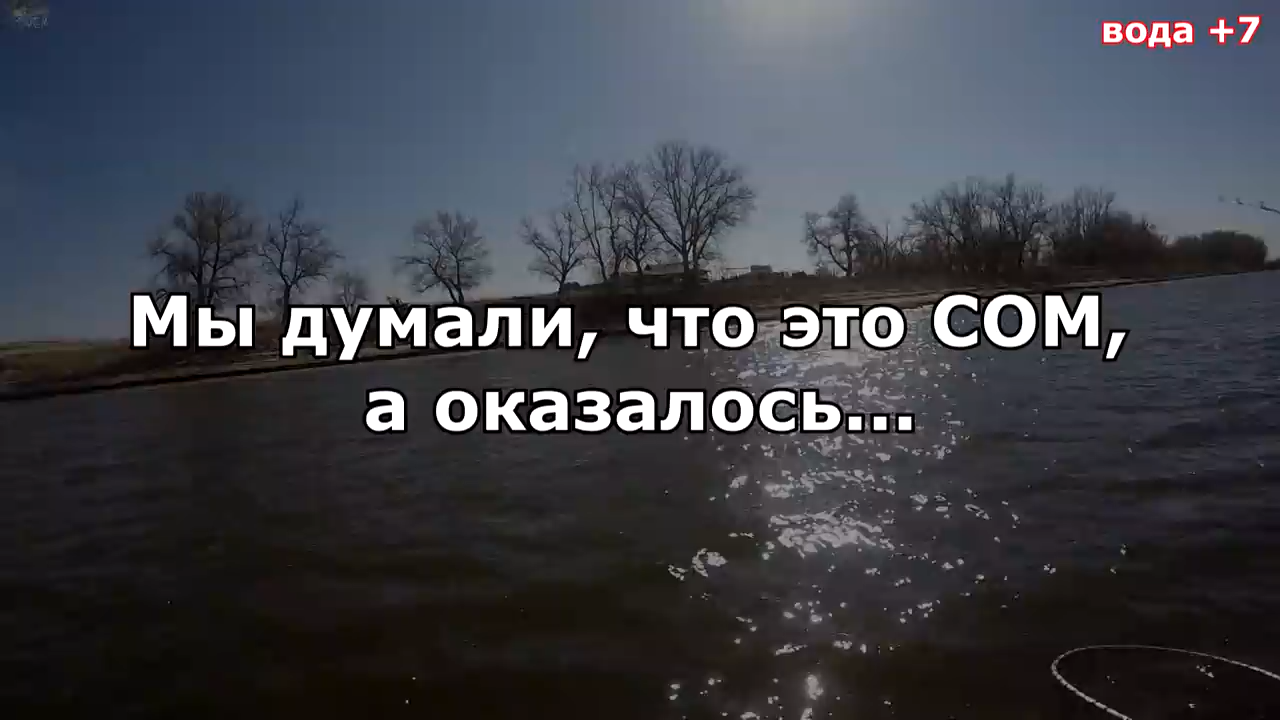 вода +7
Мы думали, что это СОМ,
а оказалось...